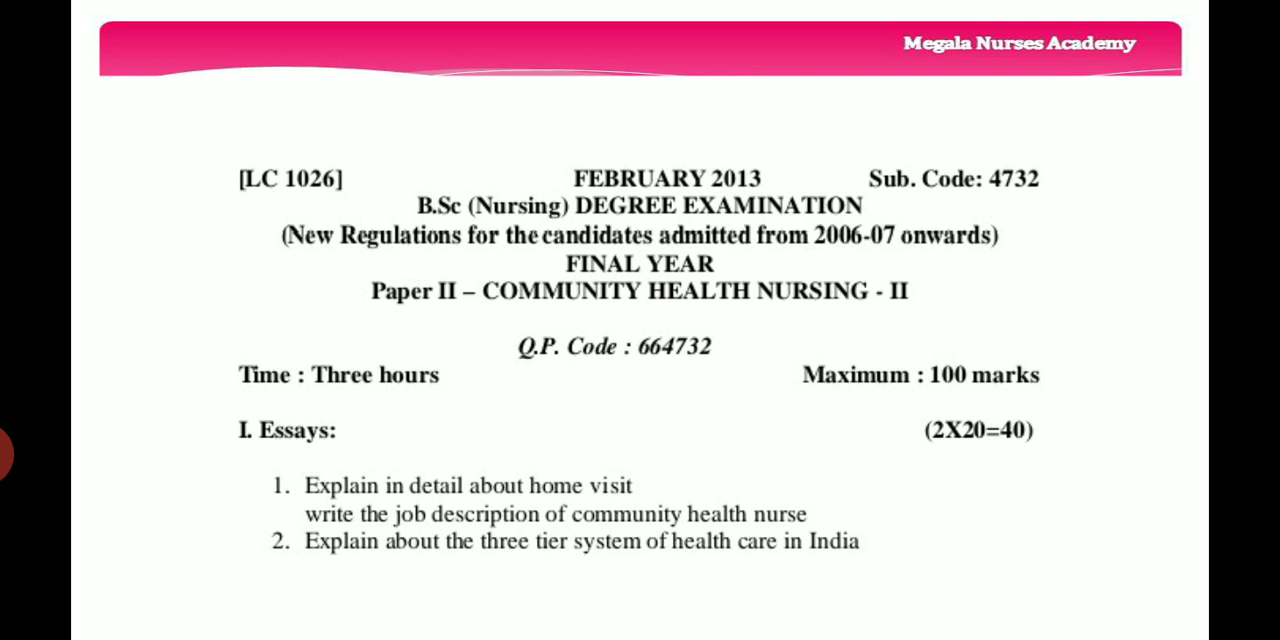 Megala Nurses Academy
[LC 1026] FEBRUARY 2013 Sub. Code: 4732
B.Sc (Nursing) DEGREE EXAMINATION
(New Regulations for the candidates admitted from 2006-07 onwards)
FINAL YEAR
Paper II – COMMUNITY HEALTH NURSING - II
Q.P. Code : 664732
Time : Three hours Maximum : 100 marks
I. Essays: (2X20=40)
1. Explain in detail about home visit
write the job description of community health nurse
2. Explain about the three tier system of health care in India